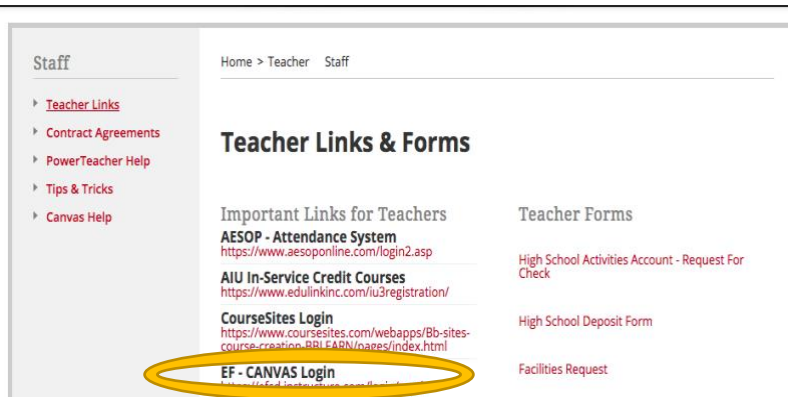 Staff
Teacher Links
Contract Agreements
PowerTeacher Help
Tips & Tricks
Canvas Help
Home > Teacher Staff
Teacher Links & Forms
Important Links for Teachers
AESOP - Attendance System
https://www.aesoponline.com/login2.asp
AIU In-Service Credit Courses
https://www.edulinkinc.com/iu3registration/
CourseSites Login
https://www.coursesites.com/webapps/Bb-sites-
course-creation-BBLEARN/pages/index.html
EF - CANVAS Login
Teacher Forms
High School Activities Account - Request For
Check
High School Deposit Form
Facilities Request